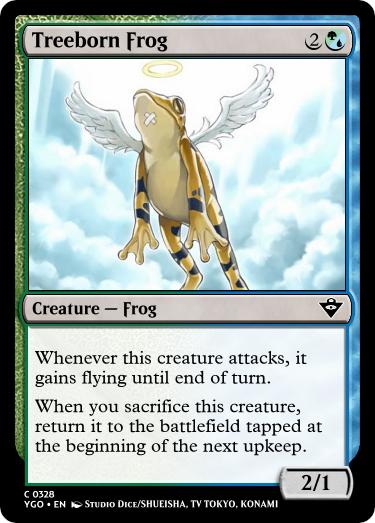 Treeborn Frog 2
Creature — Frog
Whenever this creature attacks, it
gains flying until end of turn.
When you sacrifice this creature,
return it to the battlefield tapped at
the beginning of the next upkeep.
2/1
C 0328
YGO • EN Studio Dice/SHUEISHA, TV TOKYO, KONAMI